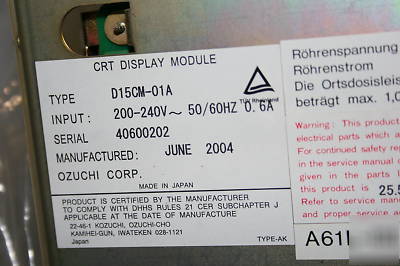 CRT DISPLAY MODULE
TYPE D15CM-01A
INPUT: 200-240V~ 50/60HZ 0.6A
SERIAL 40600202
MANUFACTURED: JUNE 2004
OZUCHI CORP.
MADE IN JAPAN
TÜV Rheinland
PRODUCT IS CERTIFIED BY THE MANUFACTURER
TO COMPLY WITH DHHS RULES 21 CER SUBCHAPTER J
APPLICABLE AT THE DATE OF MANUFACTURE
22-46-1 KOZUCHI, OZUCHI-CHO
KAMIHEI-GUN, IWATEKEN 028-1121
Japan
TYPE-AK
Röhrenspannung
Röhrenstrom
Die Ortsdosisleis
beträgt max. 1,0
Warning: This product
electrical parts which
For continued safety
in the service manual
given in the parts
this product is 25.5
Refer to service manual
and proper service
A61